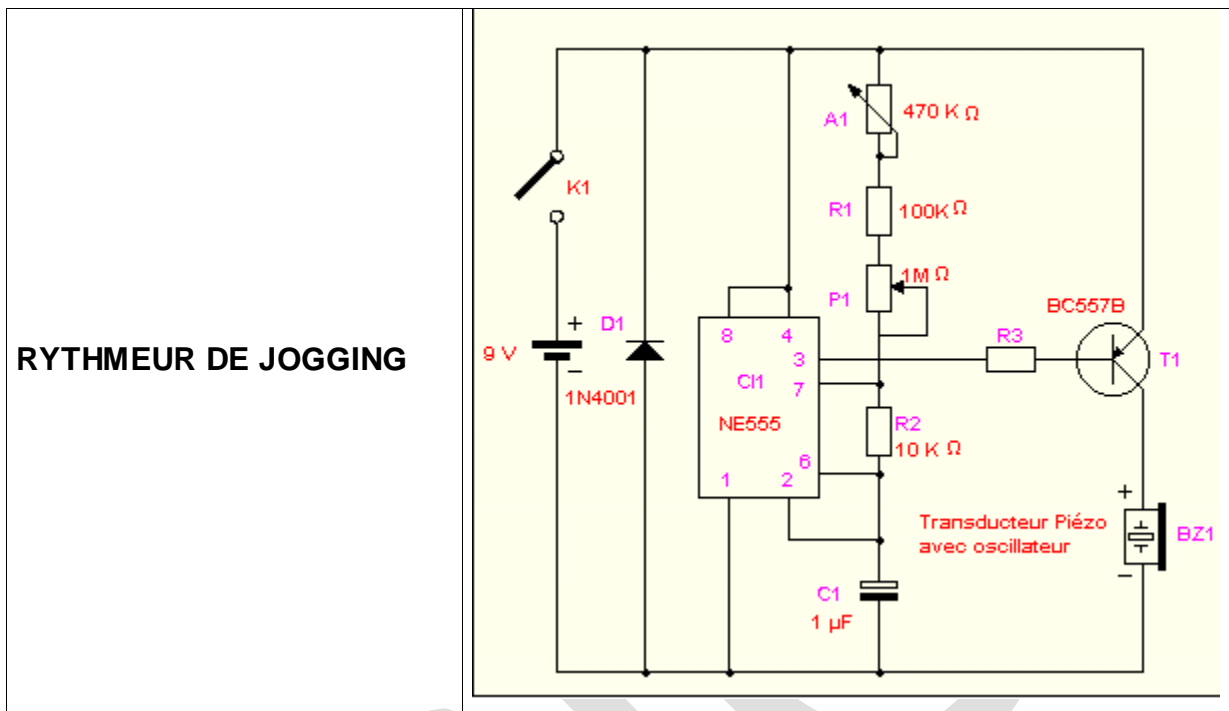 RYTHMEUR DE JOGGING
A1
470 K Ω
K1
R1
100K Ω
1M Ω
P1
BC557B
+
D1
9 V
−
1N4001
8
4
3
R3
T1
CI1
7
NE555
R2
10 K Ω
6
1
2
+
Transducteur Piézo
avec oscillateur
BZ1
−
C1
1 µF